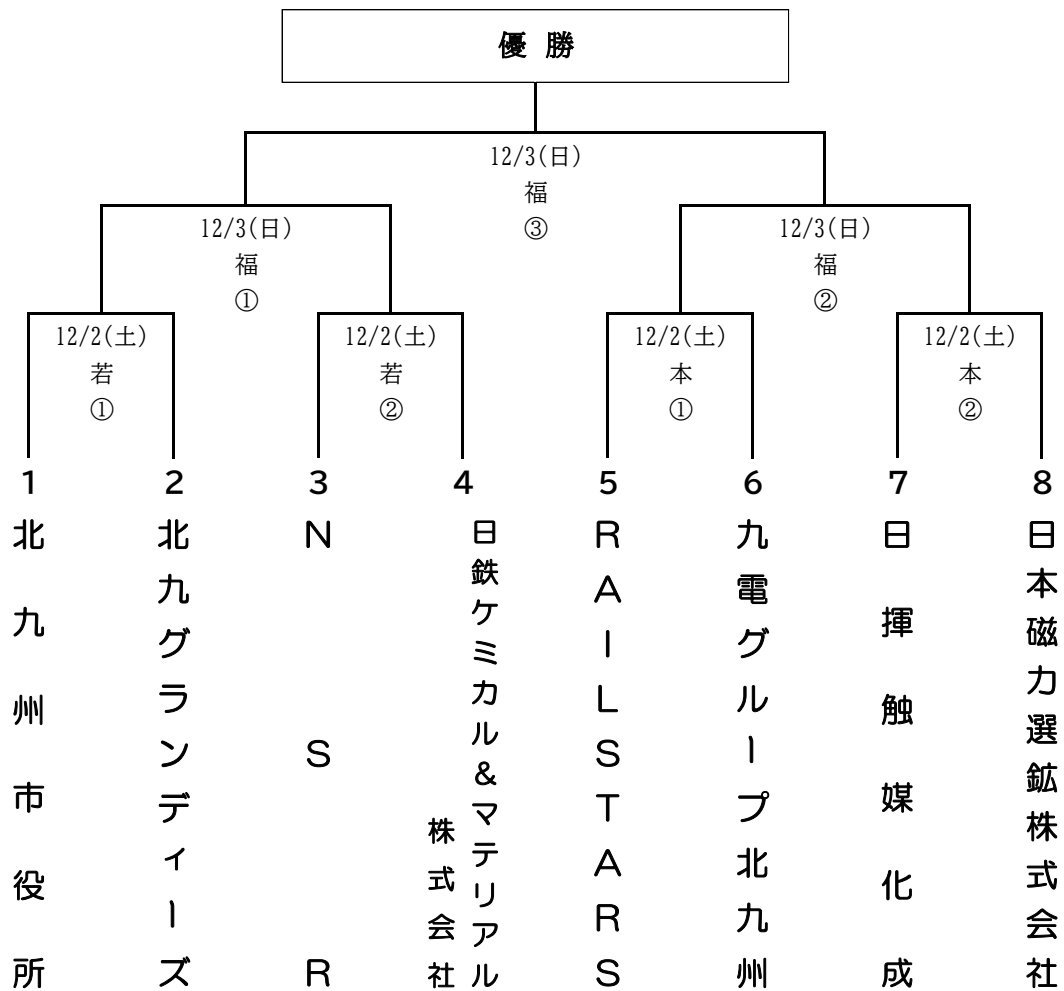 優勝
12/3(日)
福
③
12/3(日)
福
①
12/3(日)
福
②
12/2(土)
若
①
12/2(土)
若
②
12/2(土)
本
①
12/2(土)
本
②
1
2
3
4
5
6
7
8
北九州市役所
北九グランディーズ
NSR
日鉄ケミカル&マテリアル
株式会社
RAILSTARS
九電グループ北九州
日揮触媒化成
日本磁力選鉱株式会社